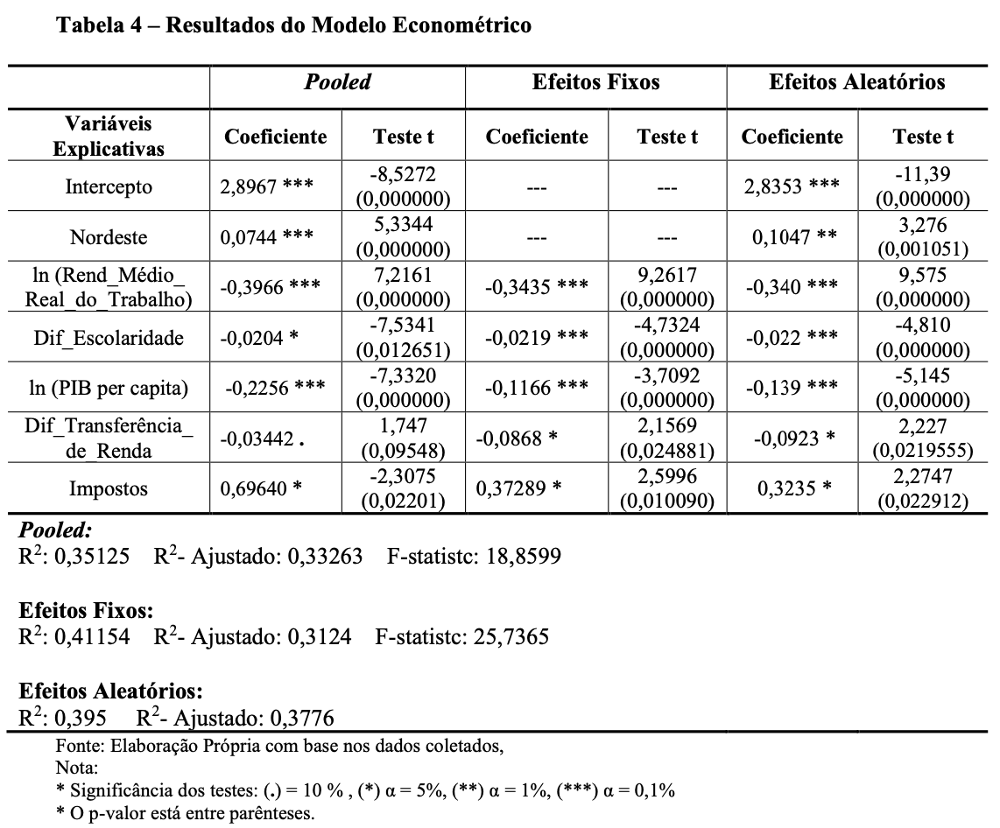 Tabela 4 – Resultados do Modelo Econométrico
Pooled Efeitos Fixos Efeitos Aleatórios
Variáveis
Explicativas Coeficiente Teste t Coeficiente Teste t Coeficiente Teste t
Intercepto 2,8967 *** -8,5272 --- --- 2,8353 *** -11,39
(0,000000) (0,000000)
Nordeste 0,0744 *** 5,3344 --- --- 0,1047 ** 3,276
(0,000000) (0,001051)
ln (Rend_Médio_ -0,3966 *** 7,2161 -0,3435 *** 9,2617 -0,340 *** 9,575
Real_do_Trabalho) (0,000000) (0,000000) (0,000000)
Dif_Escolaridade -0,0204 * -7,5341 -0,0219 *** -4,7324 -0,022 *** -4,810
(0,012651) (0,000000) (0,000000)
ln (PIB per capita) -0,2256 *** -7,3320 -0,1166 *** -3,7092 -0,139 *** -5,145
(0,000000) (0,000000) (0,000000)
Dif_Transferência_ -0,03442 . 1,747 -0,0868 * 2,1569 -0,0923 * 2,227
de_Renda (0,09548) (0,024881) (0,0219555)
Impostos 0,69640 * -2,3075 0,37289 * 2,5996 0,3235 * 2,2747
(0,02201) (0,010090) (0,022912)
Pooled:
R²: 0,35125 R²- Ajustado: 0,33263 F-statistc: 18,8599
Efeitos Fixos:
R²: 0,41154 R²- Ajustado: 0,3124 F-statistc: 25,7365
Efeitos Aleatórios:
R²: 0,395 R²- Ajustado: 0,3776
Fonte: Elaboração Própria com base nos dados coletados,
Nota:
* Significância dos testes: (.) = 10 % , (*) α = 5%, (**) α = 1%, (***) α = 0,1%
* O p-valor está entre parênteses.